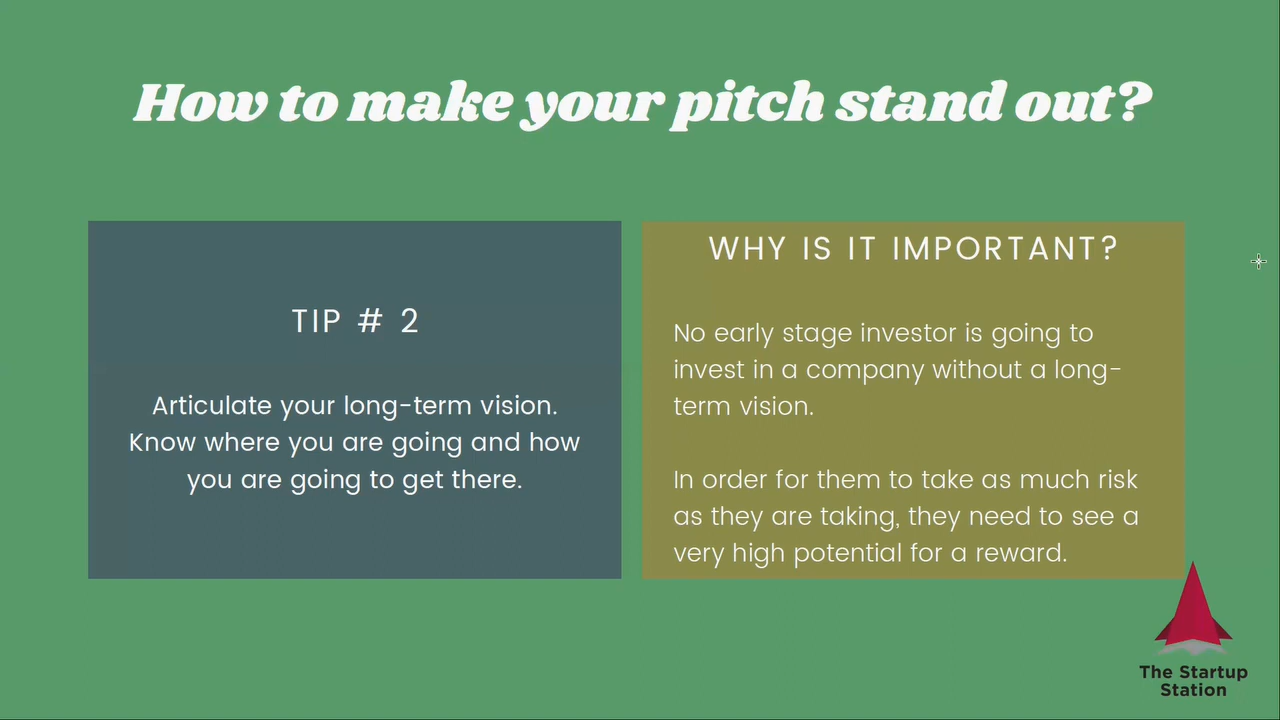 How to make your pitch stand out?
TIP # 2
Articulate your long-term vision.
Know where you are going and how
you are going to get there.
WHY IS IT IMPORTANT?
No early stage investor is going to
invest in a company without a long-
term vision.
In order for them to take as much risk
as they are taking, they need to see a
very high potential for a reward.
The Startup
Station